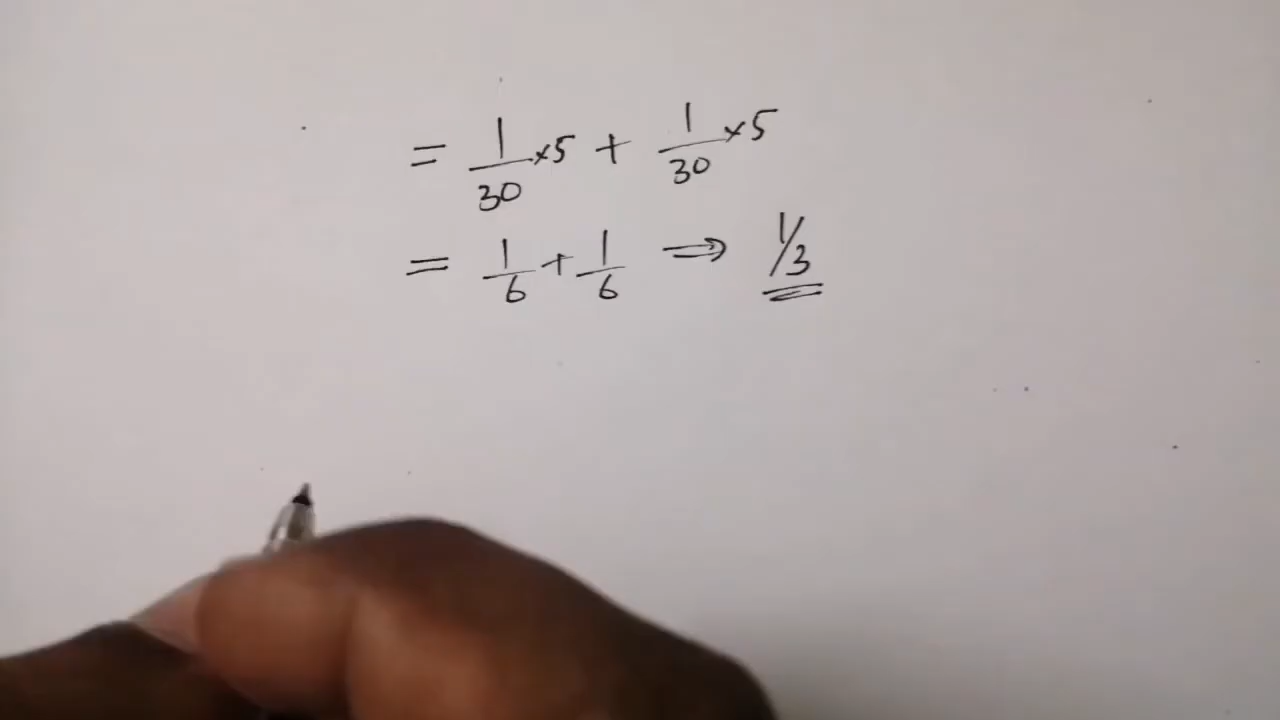 = 1/30 ×5 + 1/30 ×5
= 1/6 + 1/6 ⇒ 1/3